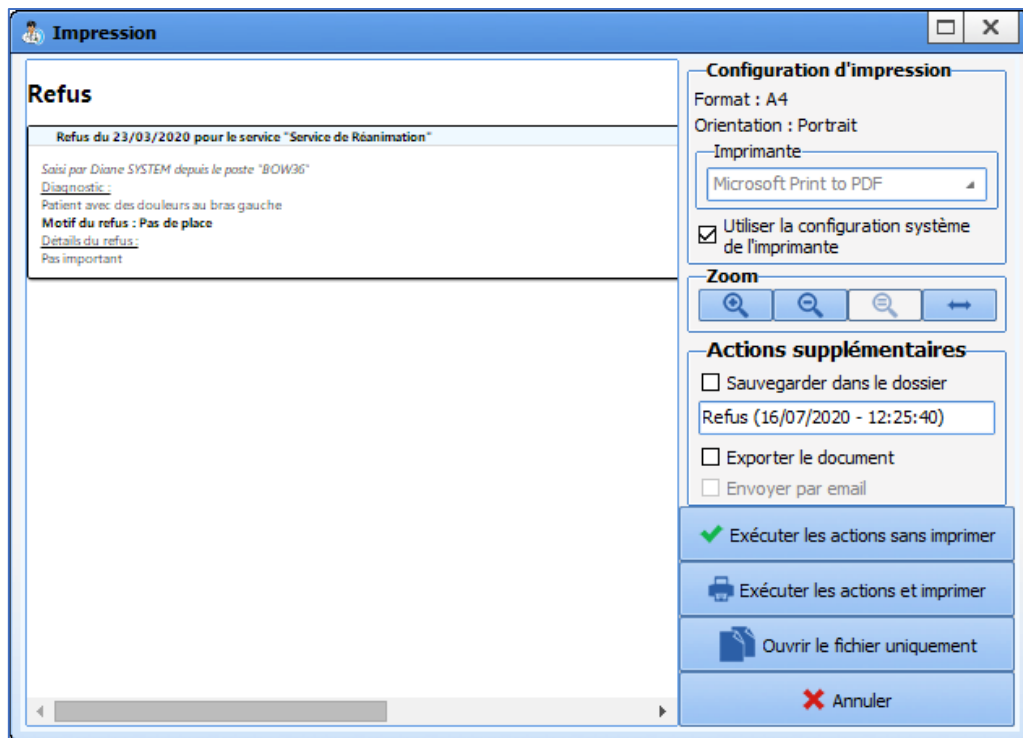 Impression
Refus
Refus du 23/03/2020 pour le service "Service de Réanimation"
Saisi par Diane SYSTEM depuis le poste "BOW36"
Diagnostic :
Patient avec des douleurs au bras gauche
Motif du refus : Pas de place
Détails du refus :
Pas important
Configuration d'impression
Format : A4
Orientation : Portrait
Imprimante
Microsoft Print to PDF
Utiliser la configuration système
de l'imprimante
Zoom
Actions supplémentaires
Sauvegarder dans le dossier
Refus (16/07/2020 - 12:25:40)
Exporter le document
Envoyer par email
Exécuter les actions sans imprimer
Exécuter les actions et imprimer
Ouvrir le fichier uniquement
Annuler